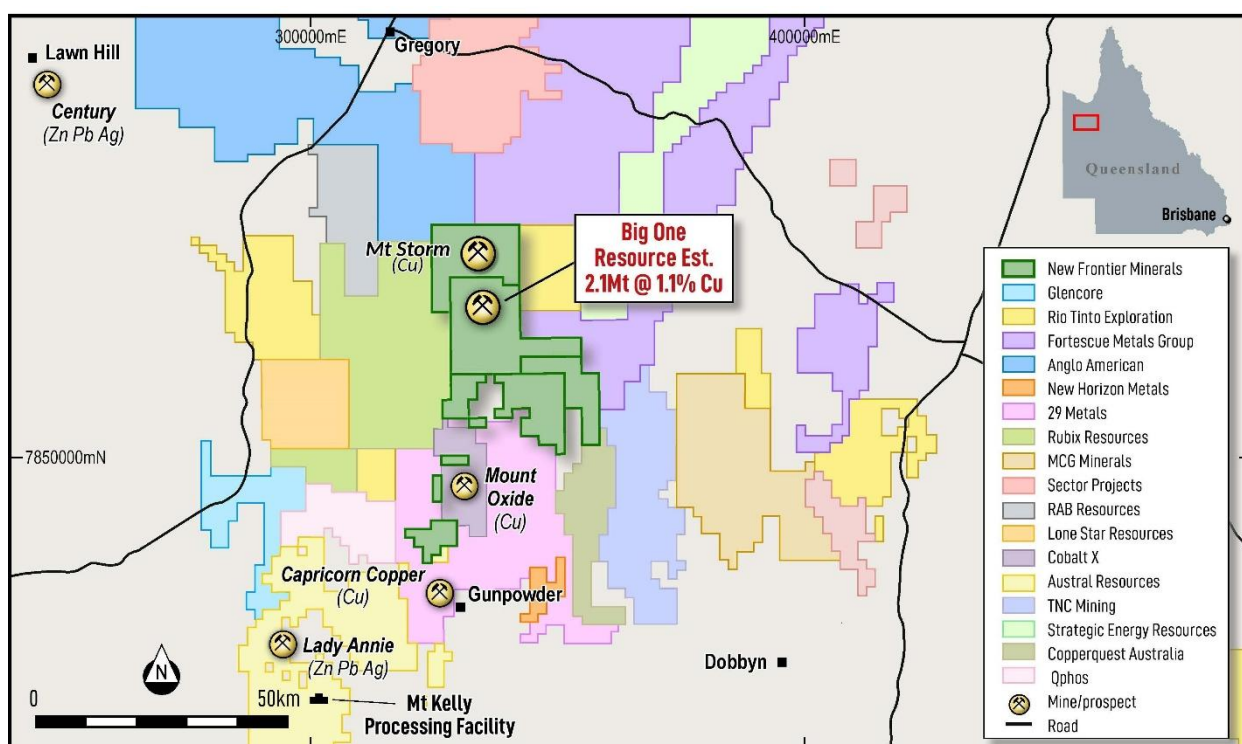 300000mE
400000mE
Lawn Hill
Gregory
Century
(Zn Pb Ag)
Queensland
Brisbane
Mt Storm
(Cu)
Big One
Resource Est.
2.1Mt @ 1.1% Cu
7850000mN
Mount
Oxide
(Cu)
Capricorn Copper
(Cu)
Gunpowder
Lady Annie
(Zn Pb Ag)
Dobbyn
N
0
50km
Mt Kelly
Processing Facility
New Frontier Minerals
Glencore
Rio Tinto Exploration
Fortescue Metals Group
Anglo American
New Horizon Metals
29 Metals
Rubix Resources
MCG Minerals
Sector Projects
RAB Resources
Lone Star Resources
Cobalt X
Austral Resources
TNC Mining
Strategic Energy Resources
Copperquest Australia
Qphos
Mine/prospect
Road